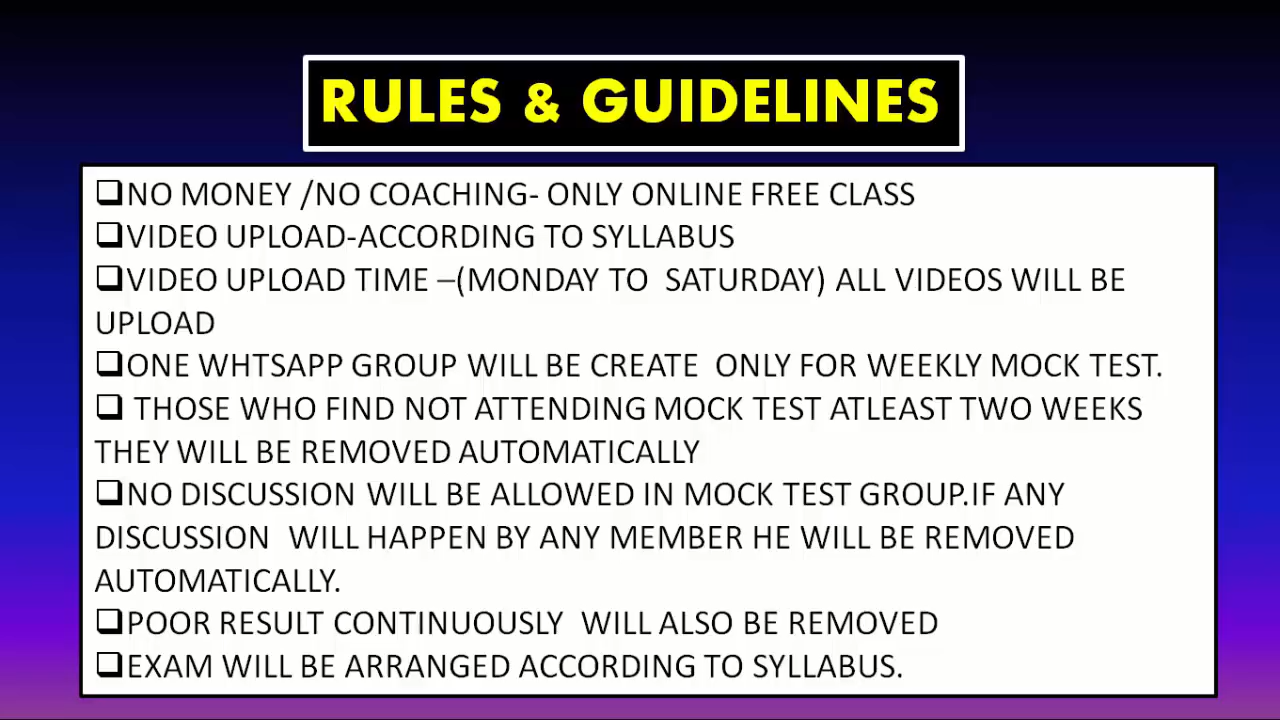 RULES & GUIDELINES
❑NO MONEY /NO COACHING- ONLY ONLINE FREE CLASS
❑VIDEO UPLOAD-ACCORDING TO SYLLABUS
❑VIDEO UPLOAD TIME –(MONDAY TO  SATURDAY) ALL VIDEOS WILL BE
UPLOAD
❑ONE WHTSAPP GROUP WILL BE CREATE  ONLY FOR WEEKLY MOCK TEST.
❑ THOSE WHO FIND NOT ATTENDING MOCK TEST ATLEAST TWO WEEKS
THEY WILL BE REMOVED AUTOMATICALLY
❑NO DISCUSSION WILL BE ALLOWED IN MOCK TEST GROUP.IF ANY
DISCUSSION  WILL HAPPEN BY ANY MEMBER HE WILL BE REMOVED
AUTOMATICALLY.
❑POOR RESULT CONTINUOUSLY  WILL ALSO BE REMOVED
❑EXAM WILL BE ARRANGED ACCORDING TO SYLLABUS.